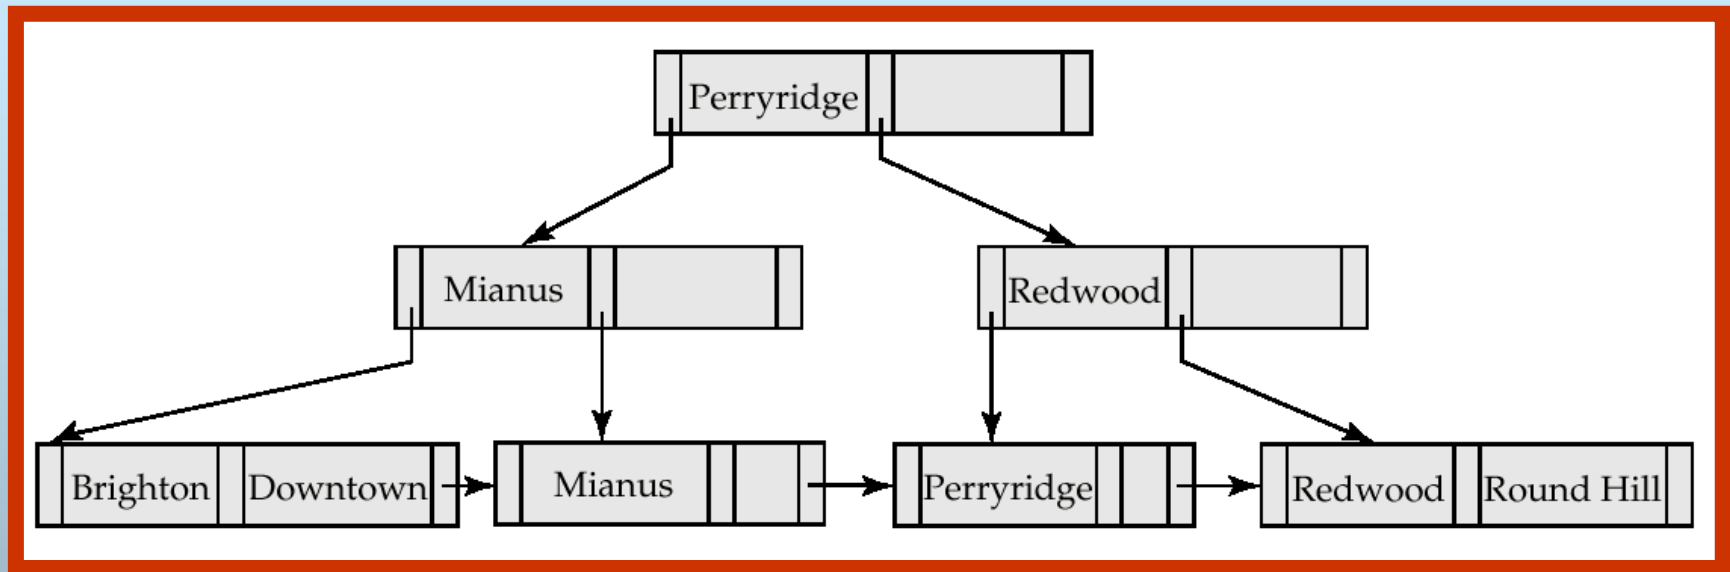 Perryridge
Mianus
Redwood
Brighton Downtown Mianus Perryridge Redwood Round Hill